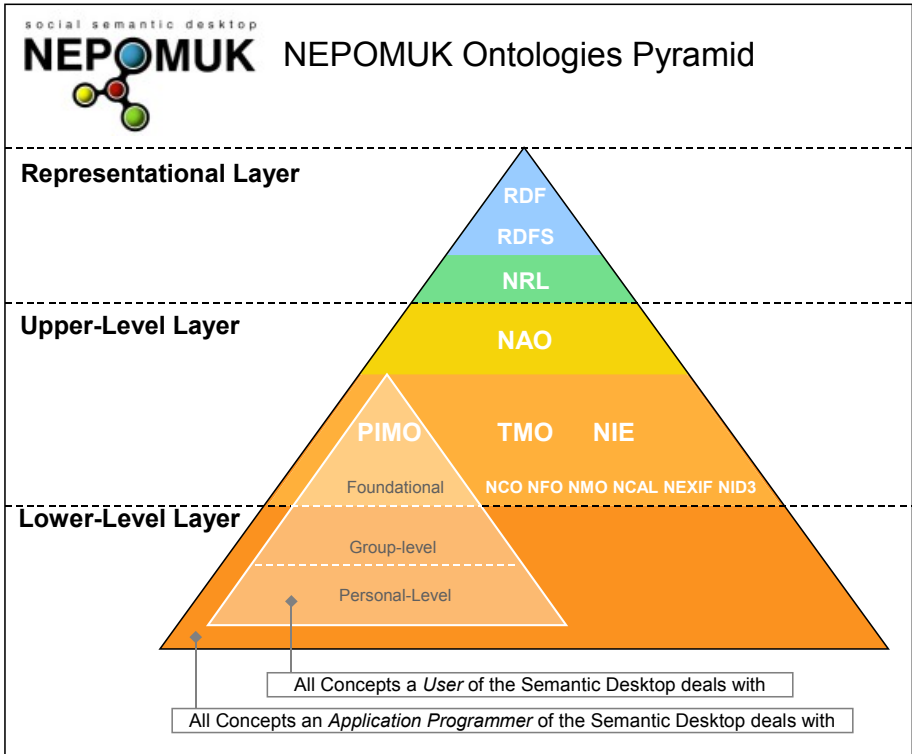 social semantic desktop
NEPOMUK
NEPOMUK Ontologies Pyramid
Representational Layer
RDF
RDFS
NRL
Upper-Level Layer
NAO
PIMO TMO NIE
Foundational NCO NFO NMO NCAL NEXIF NID3
Lower-Level Layer
Group-level
Personal-Level
All Concepts a User of the Semantic Desktop deals with
All Concepts an Application Programmer of the Semantic Desktop deals with